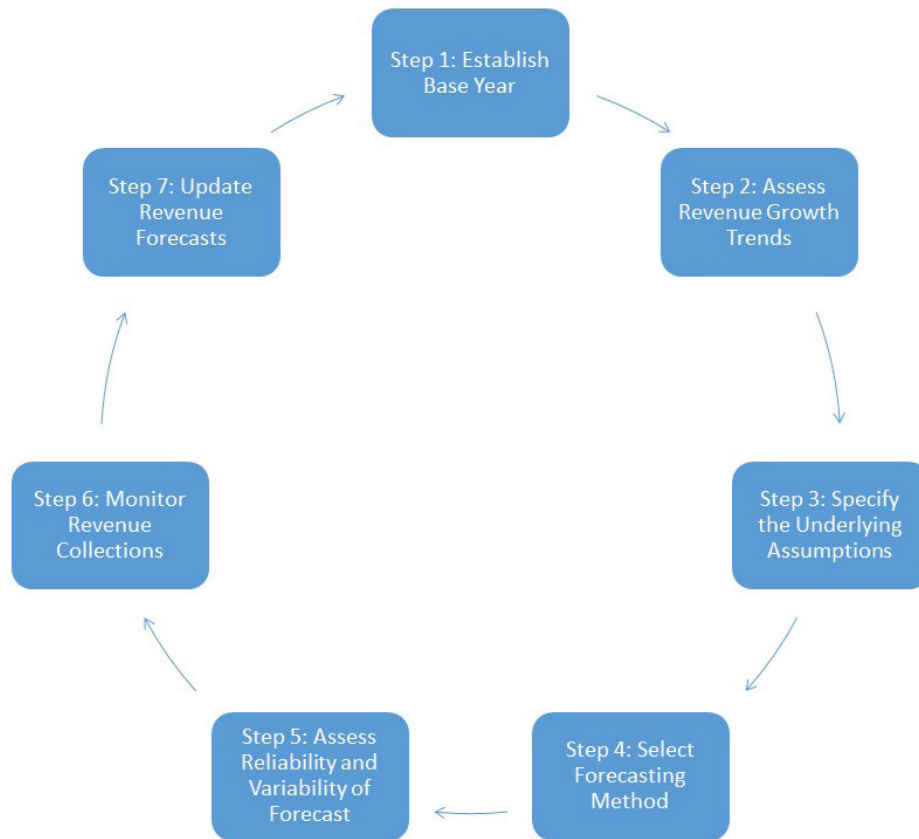 Step 1: Establish
Base Year
Step 2: Assess
Revenue Growth
Trends
Step 3: Specify
the Underlying
Assumptions
Step 4: Select
Forecasting
Method
Step 5: Assess
Reliability and
Variability of
Forecast
Step 6: Monitor
Revenue
Collections
Step 7: Update
Revenue
Forecasts